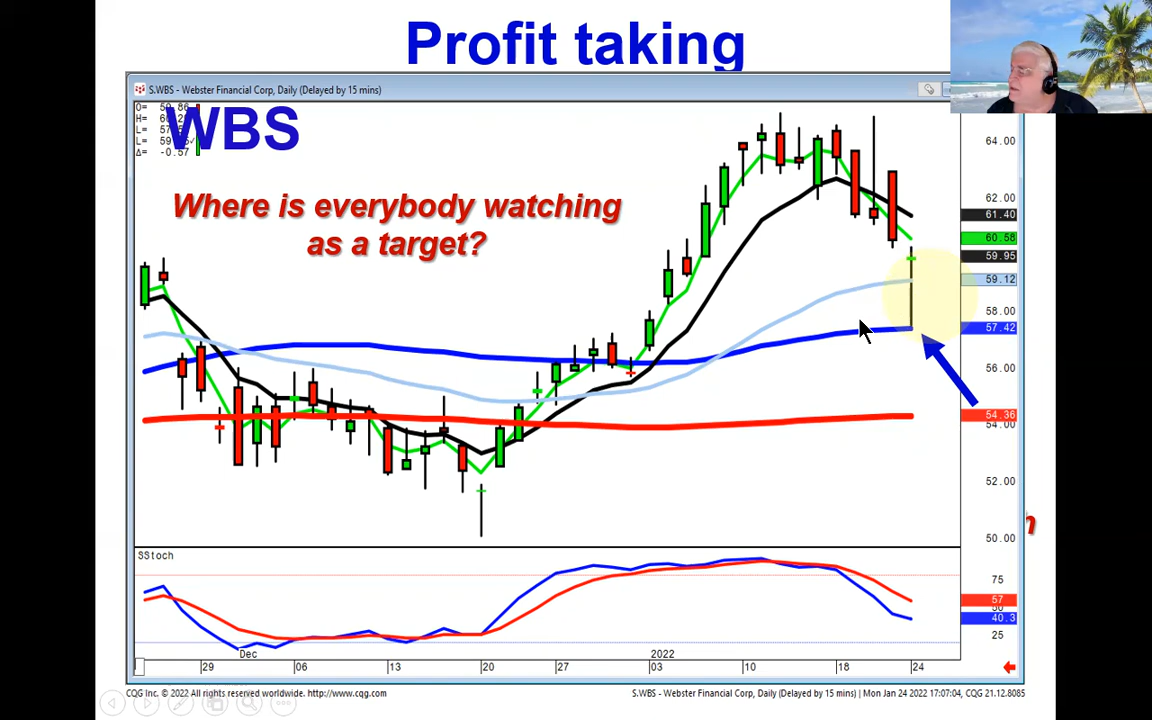 Profit taking
S.WBS - Webster Financial Corp, Daily (Delayed by 15 mins)
WBS
Where is everybody watching
as a target?
Δ= -0.57
64.00
62.00
61.40
60.58
59.95
59.12
58.00
57.42
56.00
54.36
54.00
52.00
50.00
SStoch
75
57
50
40.3
25
Dec
2022
29
06
13
20
27
03
10
18
24
CQG Inc. © 2022 All rights reserved worldwide. http://www.cqg.com
S.WBS - Webster Financial Corp, Daily (Delayed by 15 mins) | Mon Jan 24 2022 17:07:04, CQG 21.12.8085